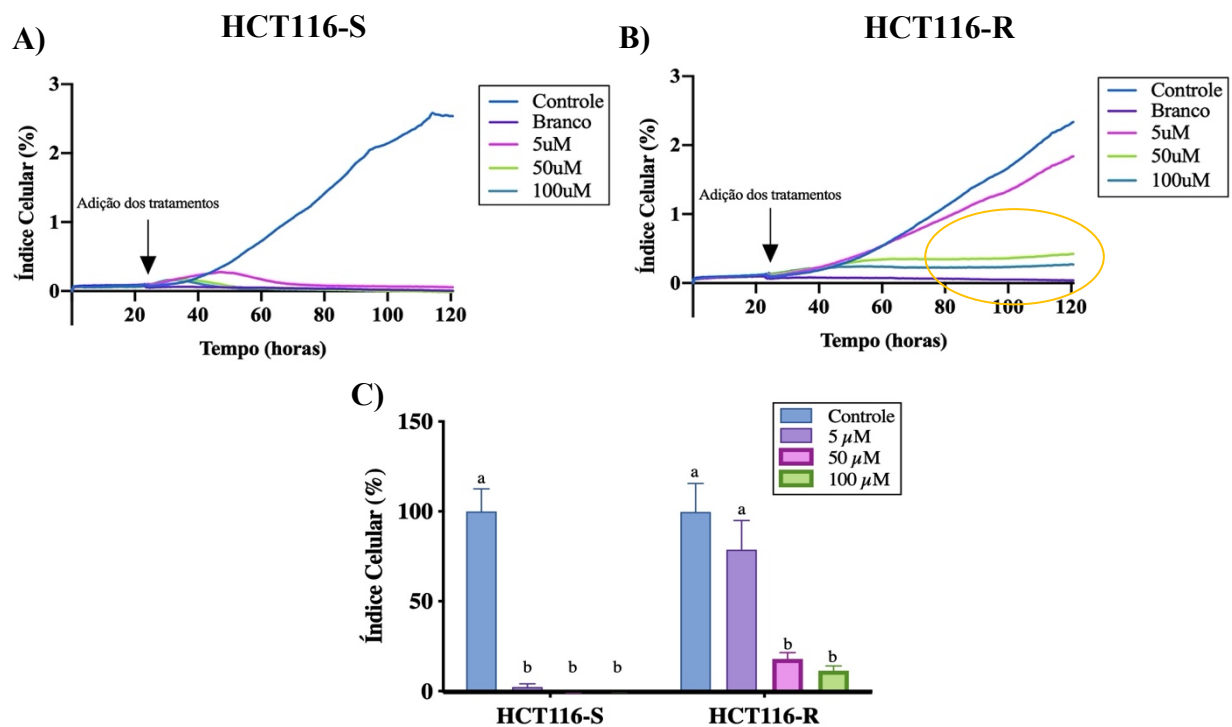 A)
HCT116-S
Índice Celular (%)
3
2
1
0
Adição dos tratamentos
20
40
60
80
100
120
Tempo (horas)
Controle
Branco
5uM
50uM
100uM
B)
HCT116-R
Índice Celular (%)
3
2
1
0
Adição dos tratamentos
20
40
60
80
100
120
Tempo (horas)
Controle
Branco
5uM
50uM
100uM
C)
Índice Celular (%)
150
100
50
0
a
b
b
b
a
a
b
b
HCT116-S
HCT116-R
Controle
5 µM
50 µM
100 µM